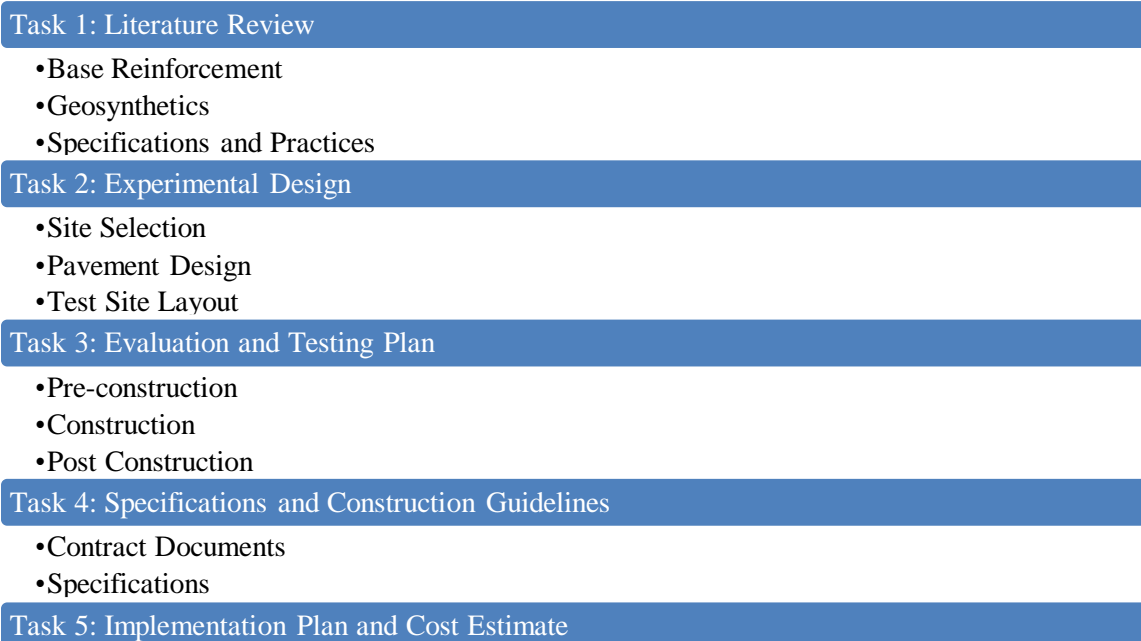 Task 1: Literature Review
•Base Reinforcement
•Geosynthetics
•Specifications and Practices
Task 2: Experimental Design
•Site Selection
•Pavement Design
•Test Site Layout
Task 3: Evaluation and Testing Plan
•Pre-construction
•Construction
•Post Construction
Task 4: Specifications and Construction Guidelines
•Contract Documents
•Specifications
Task 5: Implementation Plan and Cost Estimate